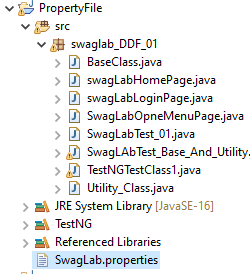 PropertyFile
src
swaglab_DDF_01
BaseClass.java
swagLabHomePage.java
swagLabLoginPage.java
SwagLabOpneMenuPage.java
SwagLabTest_01.java
SwagLAbTest_Base_And_Utility.
TestNGTestClass1.java
Utility_Class.java
JRE System Library [JavaSE-16]
TestNG
Referenced Libraries
SwagLab.properties